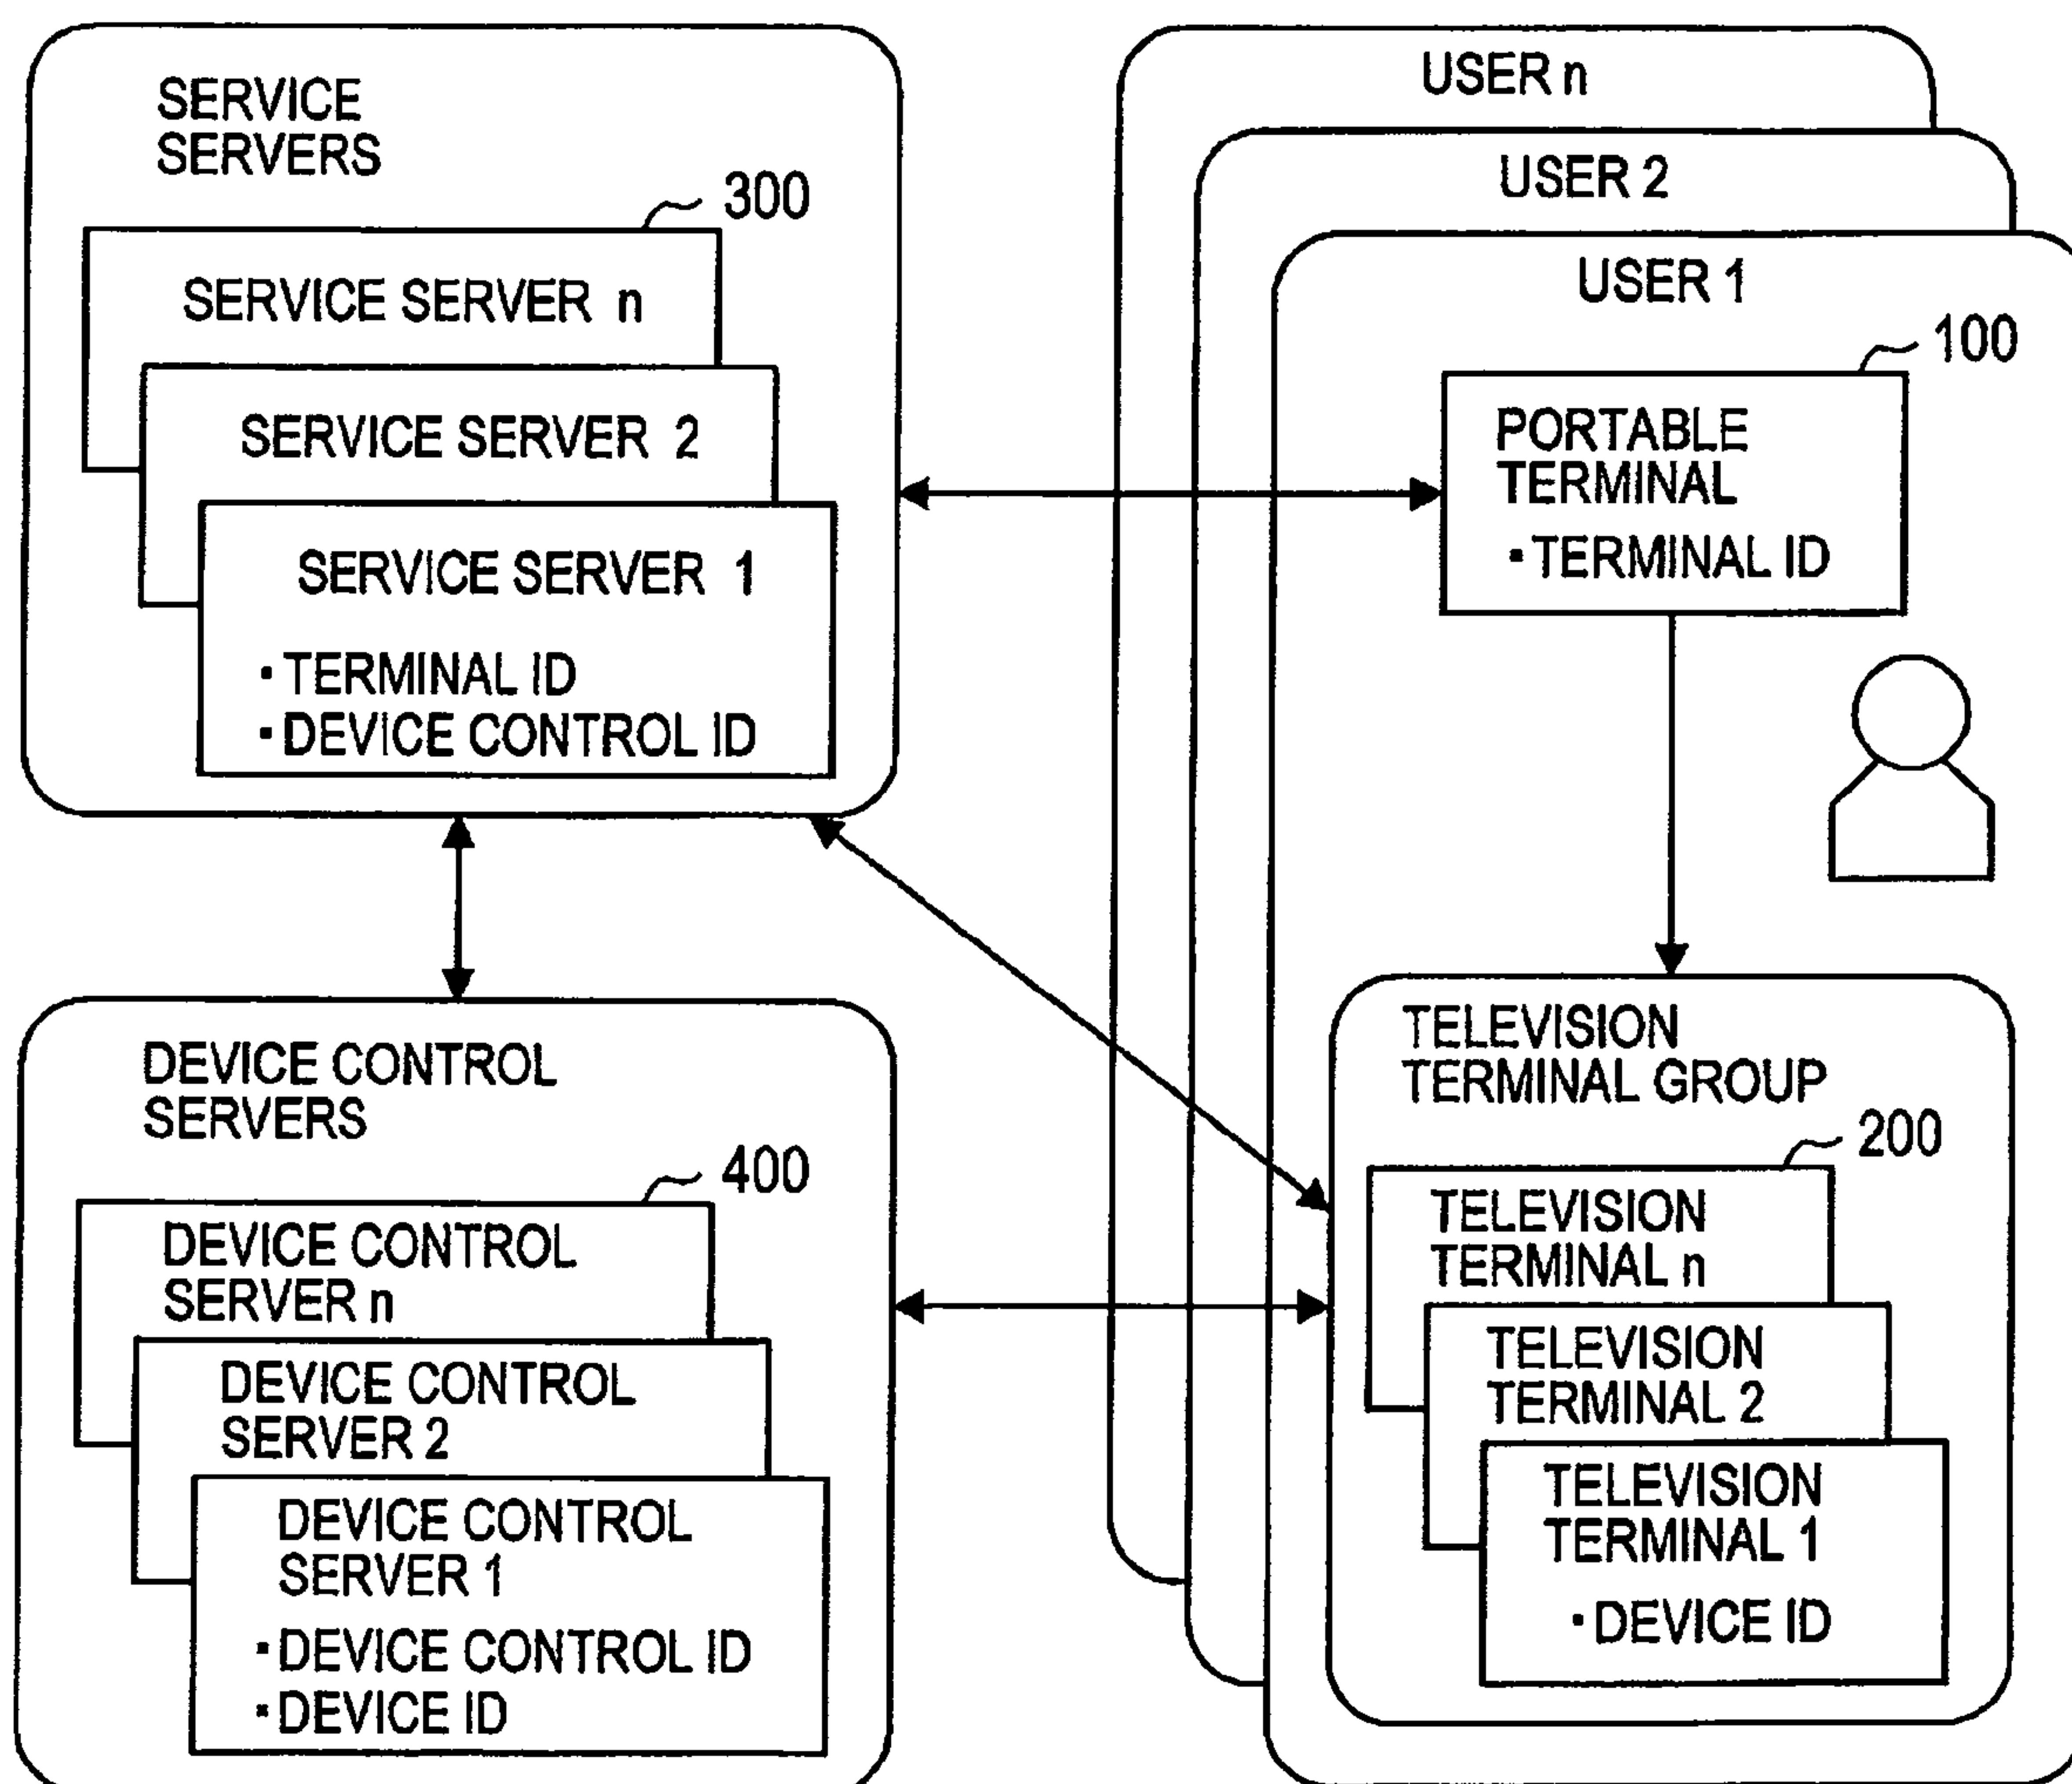 SERVICE
SERVERS
300
SERVICE SERVER n
SERVICE SERVER 2
SERVICE SERVER 1
▪ TERMINAL ID
▪ DEVICE CONTROL ID
USER n
USER 2
USER 1
100
PORTABLE
TERMINAL
▪ TERMINAL ID
DEVICE CONTROL
SERVERS
400
DEVICE CONTROL
SERVER n
DEVICE CONTROL
SERVER 2
DEVICE CONTROL
SERVER 1
▪ DEVICE CONTROL ID
▪ DEVICE ID
TELEVISION
TERMINAL GROUP
200
TELEVISION
TERMINAL n
TELEVISION
TERMINAL 2
TELEVISION
TERMINAL 1
▪ DEVICE ID